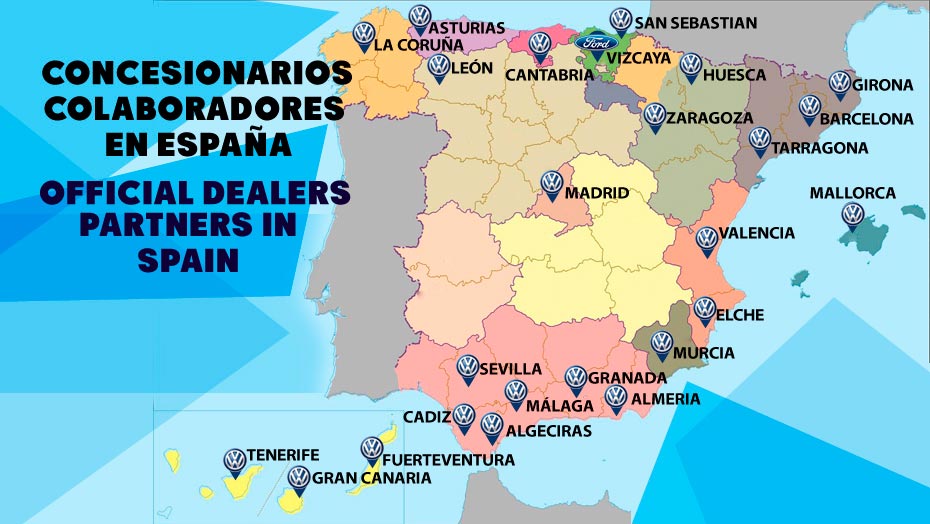 CONCESIONARIOS
COLABORADORES
EN ESPAÑA
OFFICIAL DEALERS
PARTNERS IN
SPAIN
LA CORUÑA
ASTURIAS
LEÓN
CANTABRIA
Ford
VIZCAYA
SAN SEBASTIAN
HUESCA
ZARAGOZA
GIRONA
BARCELONA
TARRAGONA
MADRID
MALLORCA
VALENCIA
ELCHE
MURCIA
SEVILLA
GRANADA
MÁLAGA
ALMERIA
CADIZ
ALGECIRAS
TENERIFE
GRAN CANARIA
FUERTEVENTURA